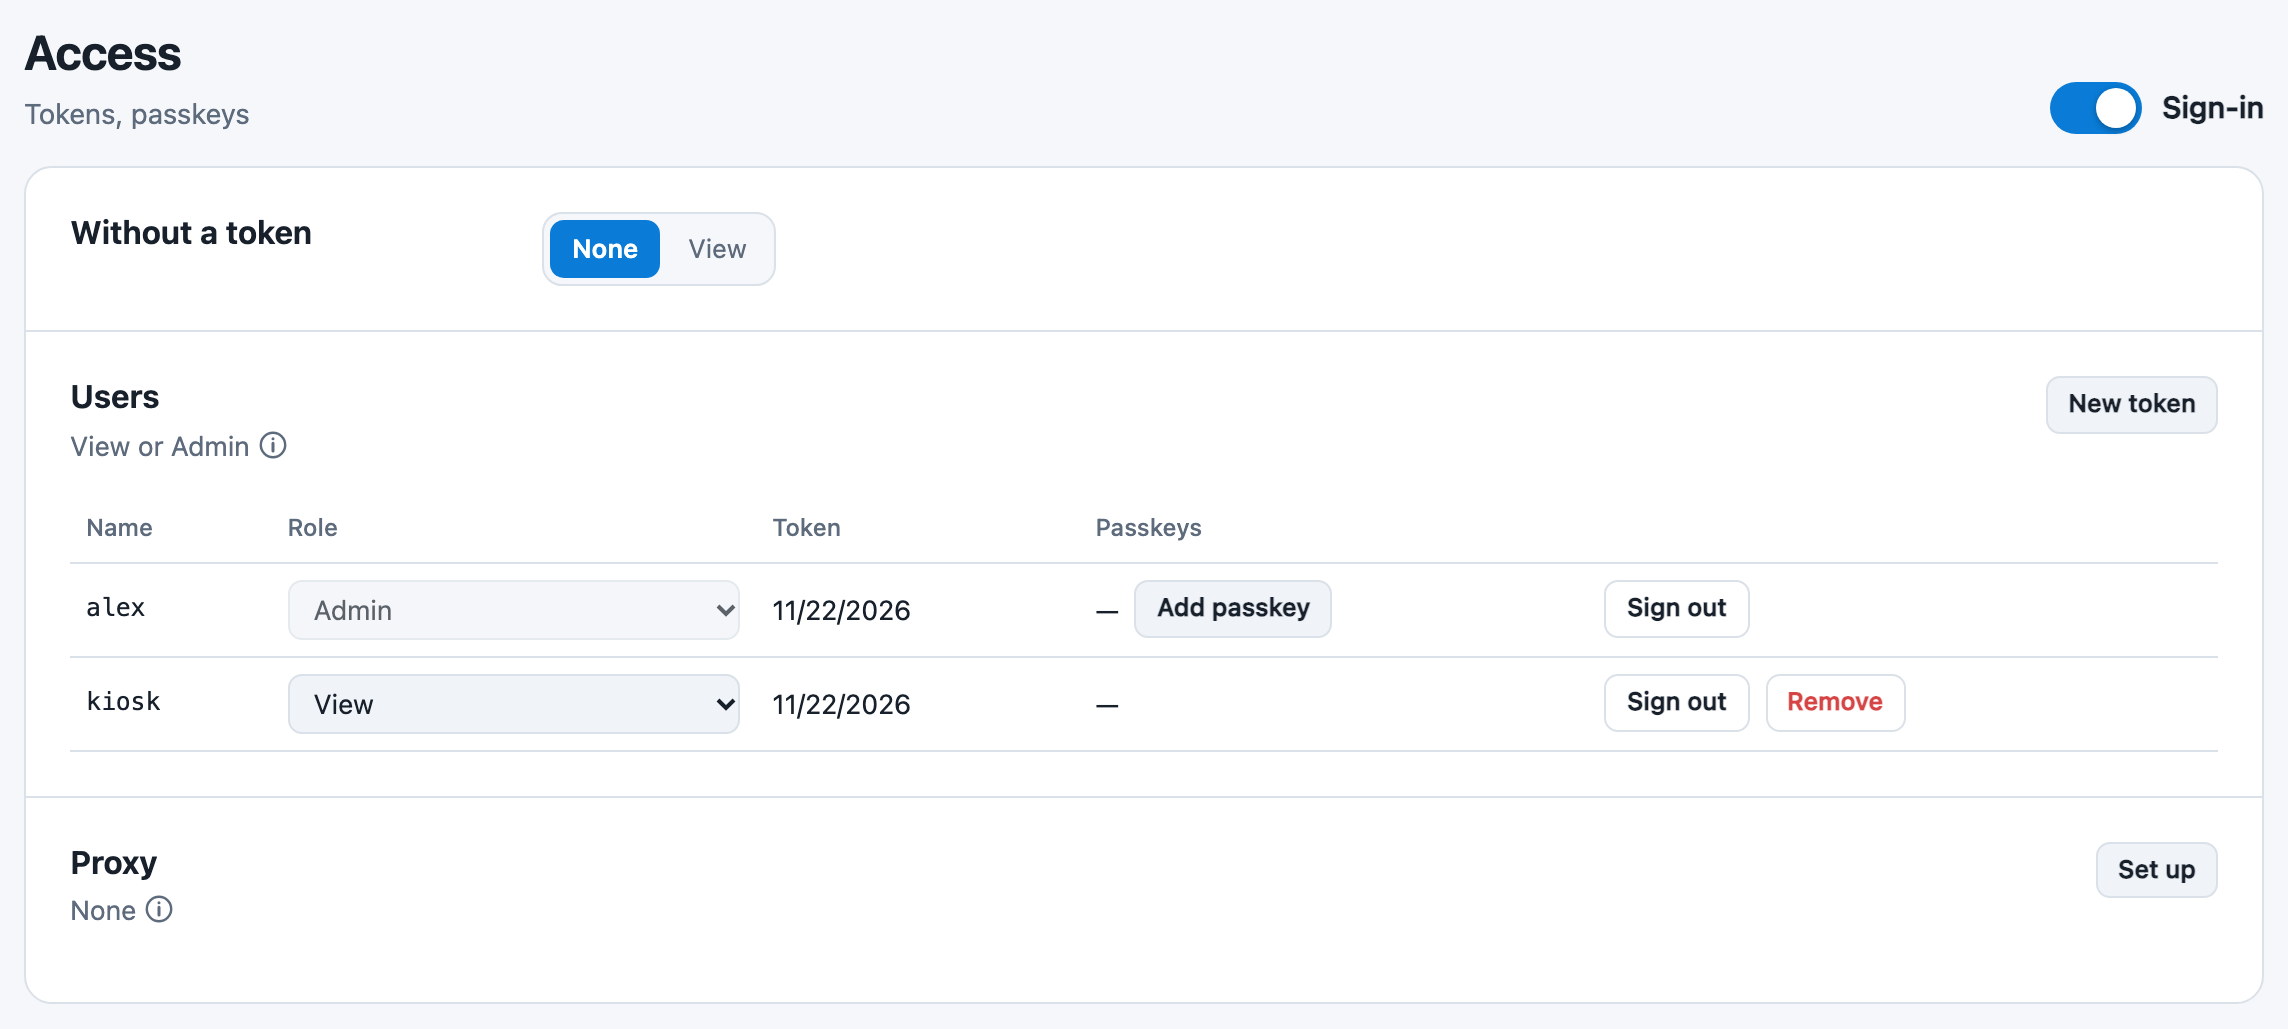 Access
Tokens, passkeys
Sign-in
Without a token
None View
Users
New token
View or Admin
Name Role Token Passkeys
alex Admin 11/22/2026 — Add passkey Sign out
kiosk View 11/22/2026 — Sign out Remove
Proxy
Set up
None